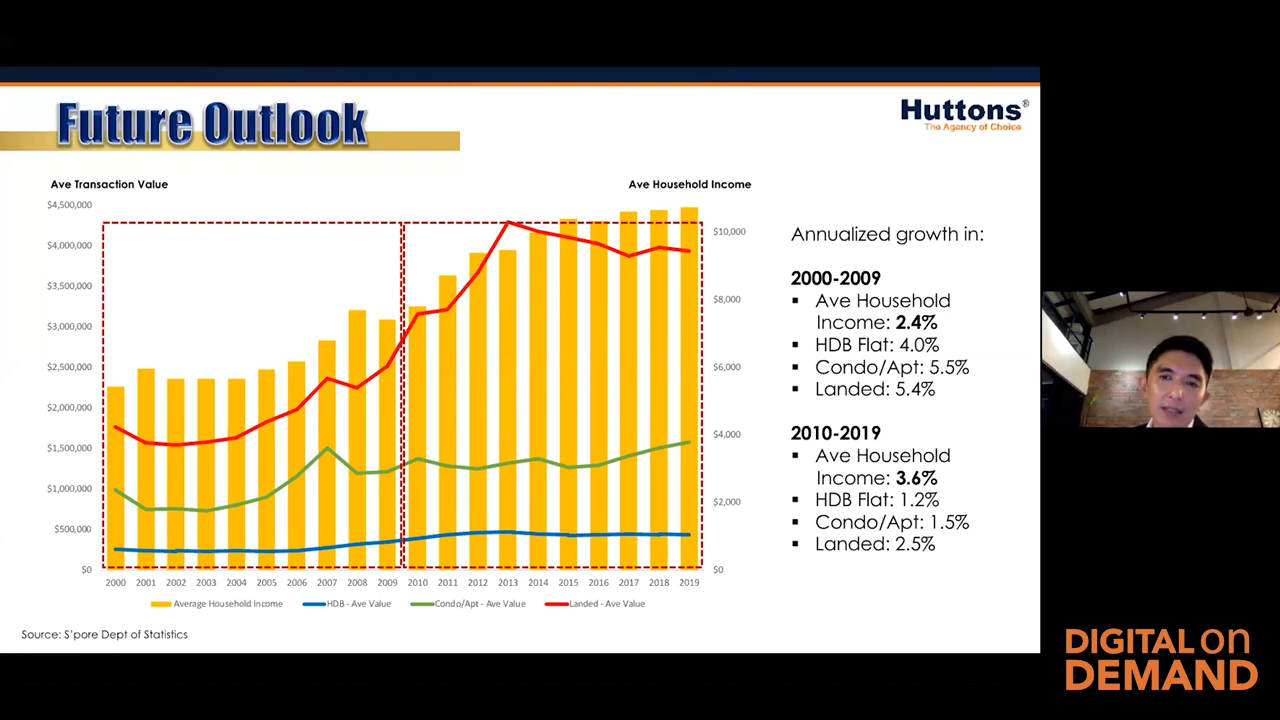 Future Outlook
Huttons®
The Agency of Choice
Ave Transaction Value
Ave Household Income
$4,500,000
$4,000,000
$3,500,000
$3,000,000
$2,500,000
$2,000,000
$1,500,000
$1,000,000
$500,000
$0
$10,000
$8,000
$6,000
$4,000
$2,000
$0
2000 2001 2002 2003 2004 2005 2006 2007 2008 2009 2010 2011 2012 2013 2014 2015 2016 2017 2018 2019
Average Household Income HDB - Ave Value Condo/Apt - Ave Value Landed - Ave Value
Source: S'pore Dept of Statistics
Annualized growth in:
2000-2009
▪ Ave Household
Income: 2.4%
▪ HDB Flat: 4.0%
▪ Condo/Apt: 5.5%
▪ Landed: 5.4%
2010-2019
▪ Ave Household
Income: 3.6%
▪ HDB Flat: 1.2%
▪ Condo/Apt: 1.5%
▪ Landed: 2.5%
DIGITAL on
DEMAND